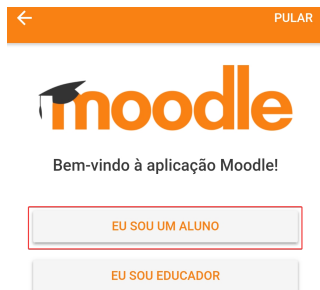 PULAR
moodle
Bem-vindo à aplicação Moodle!
EU SOU UM ALUNO
EU SOU EDUCADOR